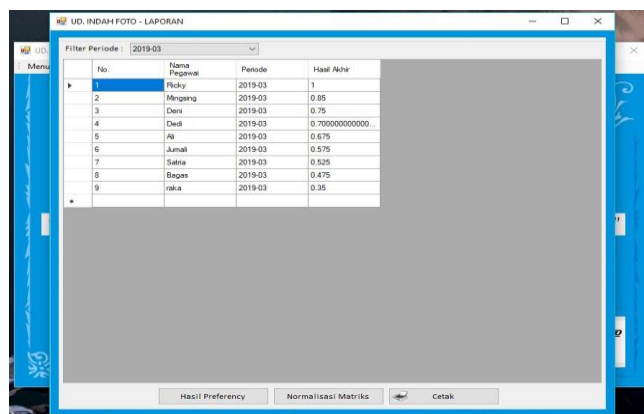 UD. INDAH FOTO - LAPORAN
UD.
Menu
Filter Periode : 2019-03
No. Nama Pegawai Periode Hasil Akhir
1 Ricky 2019-03 1
2 Mingsing 2019-03 0.85
3 Deni 2019-03 0.75
4 Dedi 2019-03 0.700000000000...
5 Ali 2019-03 0.675
6 Jumali 2019-03 0.575
7 Satria 2019-03 0.525
8 Bagas 2019-03 0.475
9 raka 2019-03 0.35
Hasil Preferency Normalisasi Matriks Cetak